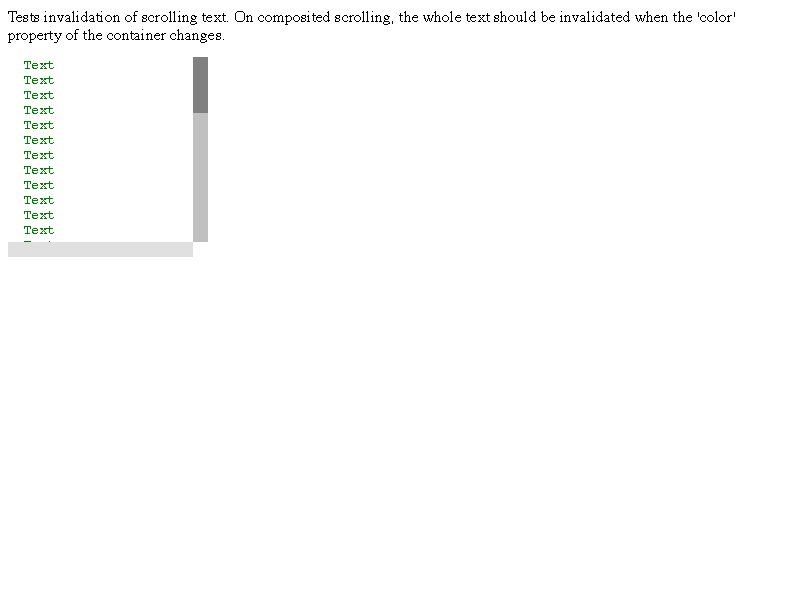 Tests invalidation of scrolling text. On composited scrolling, the whole text should be invalidated when the 'color'
property of the container changes.
Text
Text
Text
Text
Text
Text
Text
Text
Text
Text
Text
Text